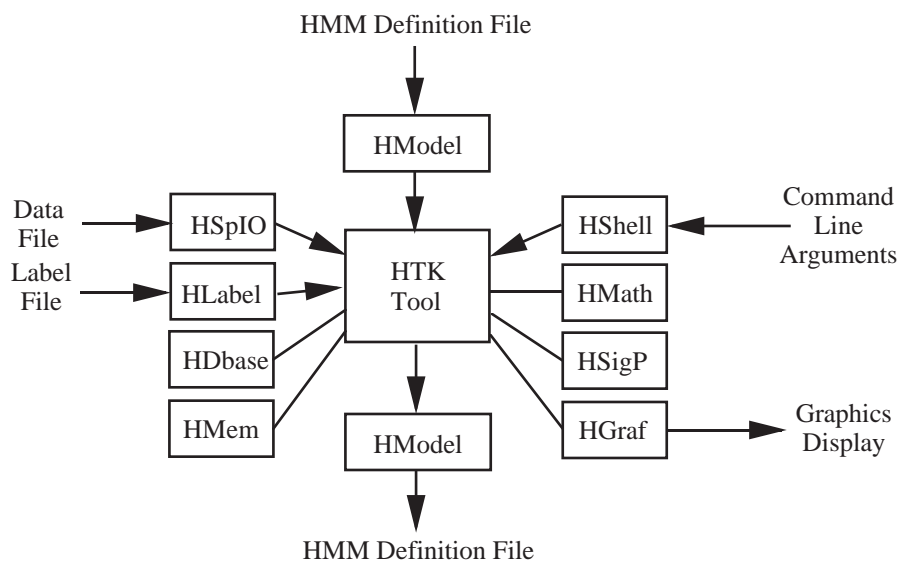 HMM Definition File
HModel
Data
File
HSpIO
HShell
Command
Line
Arguments
HTK
Tool
Label
File
HLabel
HMath
HDbase
HSigP
HMem
HModel
HGraf
Graphics
Display
HMM Definition File